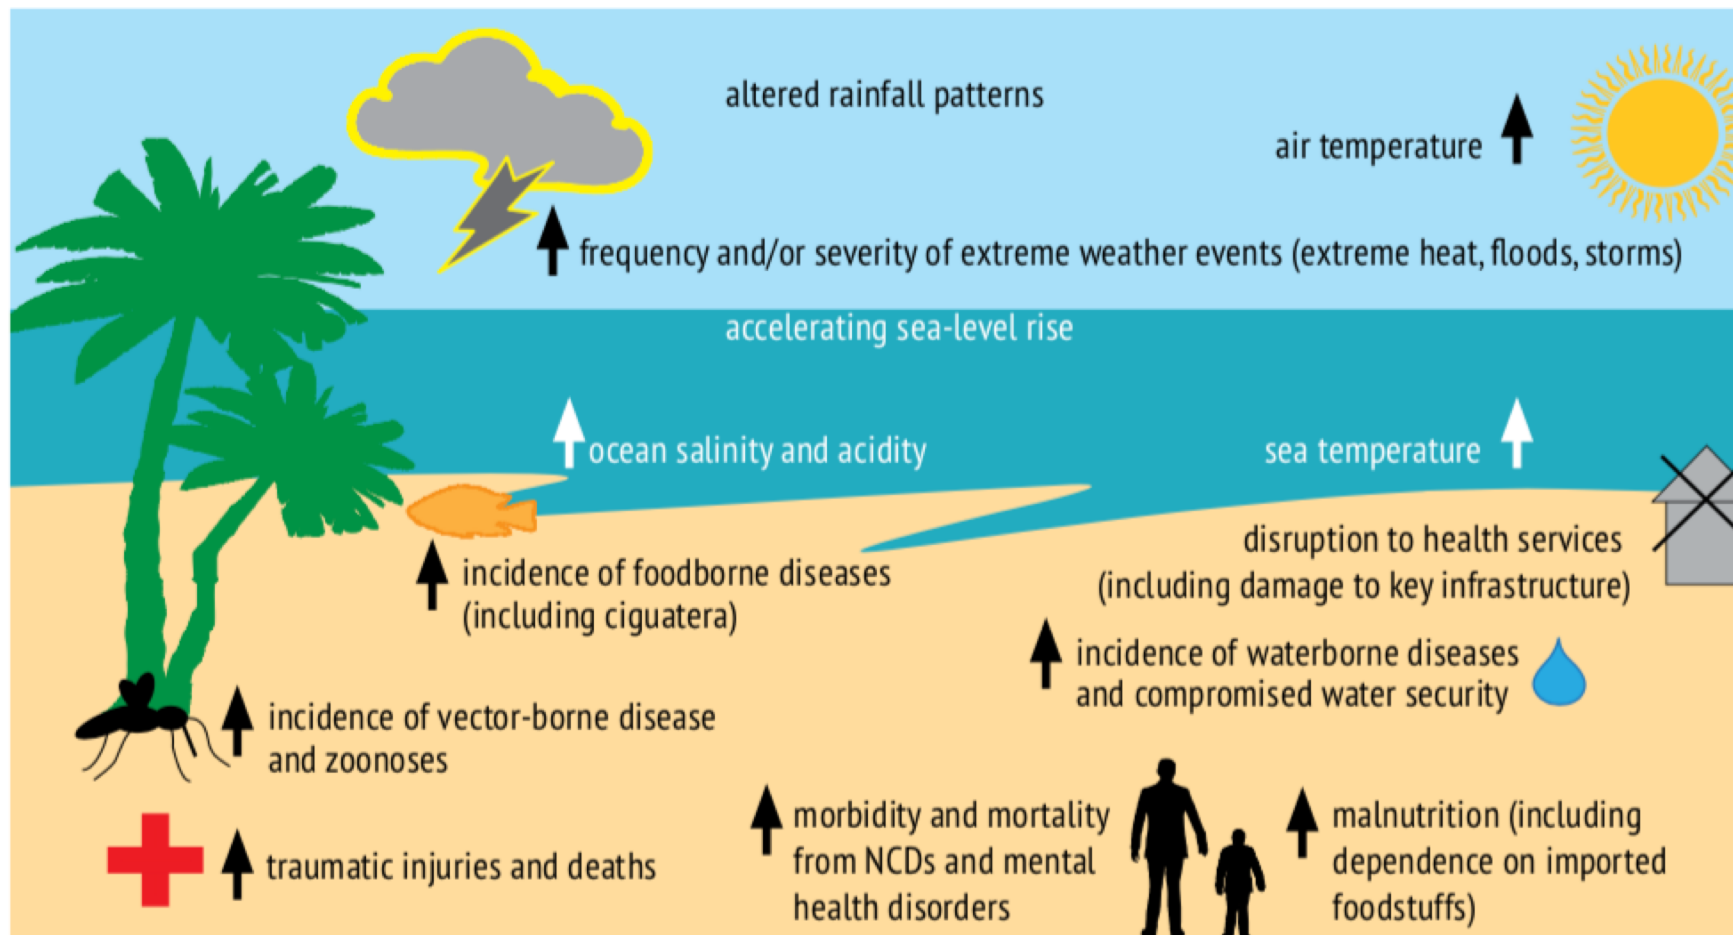 altered rainfall patterns
air temperature
frequency and/or severity of extreme weather events (extreme heat, floods, storms)
accelerating sea-level rise
ocean salinity and acidity
sea temperature
disruption to health services
(including damage to key infrastructure)
incidence of foodborne diseases
(including ciguatera)
incidence of waterborne diseases
and compromised water security
incidence of vector-borne disease
and zoonoses
traumatic injuries and deaths
morbidity and mortality
from NCDs and mental
health disorders
malnutrition (including
dependence on imported
foodstuffs)